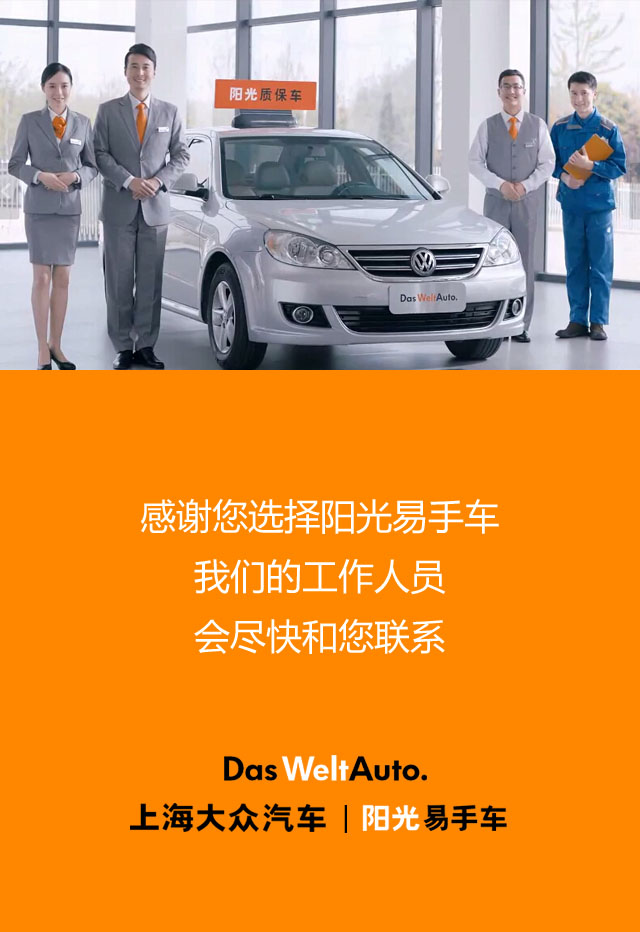 阳光质保车
Das WeltAuto.
感谢您选择阳光易手车
我们的工作人员
会尽快和您联系
Das WeltAuto.
上海大众汽车 | 阳光易手车